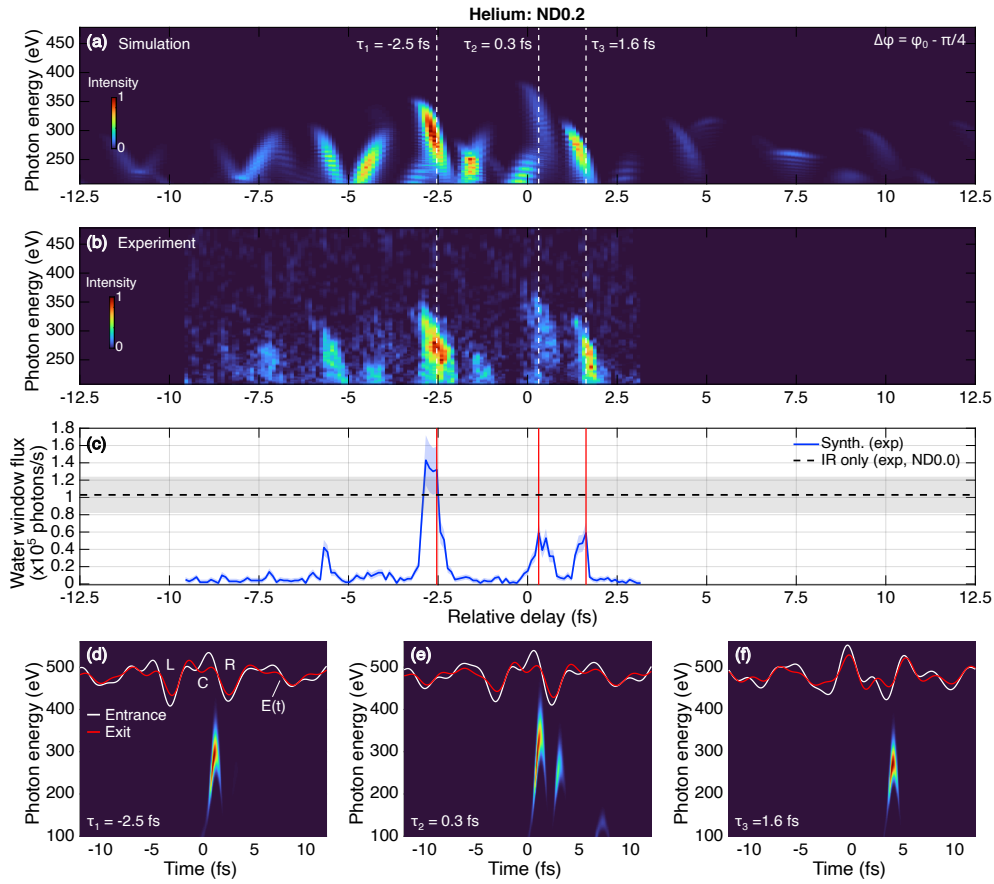 Helium: ND0.2
(a) Simulation
τ₁ = -2.5 fs
τ₂ = 0.3 fs
τ₃ =1.6 fs
Δφ = φ₀ - π/4
Intensity
1
0
Photon energy (eV)
450
400
350
300
250
-12.5 -10 -7.5 -5 -2.5 0 2.5 5 7.5 10 12.5
(b) Experiment
Intensity
1
0
Photon energy (eV)
450
400
350
300
250
-12.5 -10 -7.5 -5 -2.5 0 2.5 5 7.5 10 12.5
(c)
Synth. (exp)
IR only (exp, ND0.0)
Water window flux
(x10⁵ photons/s)
1.8
1.6
1.4
1.2
1
0.8
0.6
0.4
0.2
0
-12.5 -10 -7.5 -5 -2.5 0 2.5 5 7.5 10 12.5
Relative delay (fs)
(d)
L
C
R
E(t)
Entrance
Exit
τ₁ = -2.5 fs
Photon energy (eV)
500
400
300
200
100
-10 -5 0 5 10
Time (fs)
(e)
τ₂ = 0.3 fs
Photon energy (eV)
500
400
300
200
100
-10 -5 0 5 10
Time (fs)
(f)
τ₃ =1.6 fs
Photon energy (eV)
500
400
300
200
100
-10 -5 0 5 10
Time (fs)